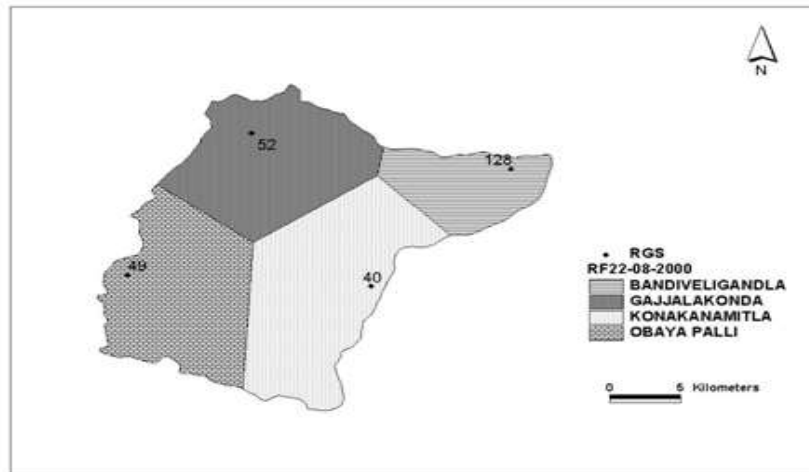 N
52
128
49
40
RGS
RF22-08-2000
BANDIVELIGANDLA
GAJJALAKONDA
KONAKANAMITLA
OBAYA PALLI
0 5 Kilometers